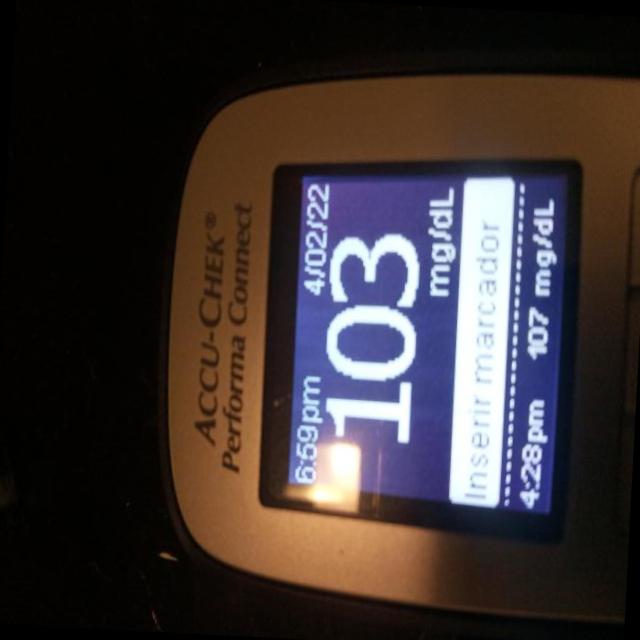 ACCU-CHEK®
Performa Connect
6:59pm 4/02/22
103
mg/dL
Inserir marcador
4:28pm 107 mg/dL